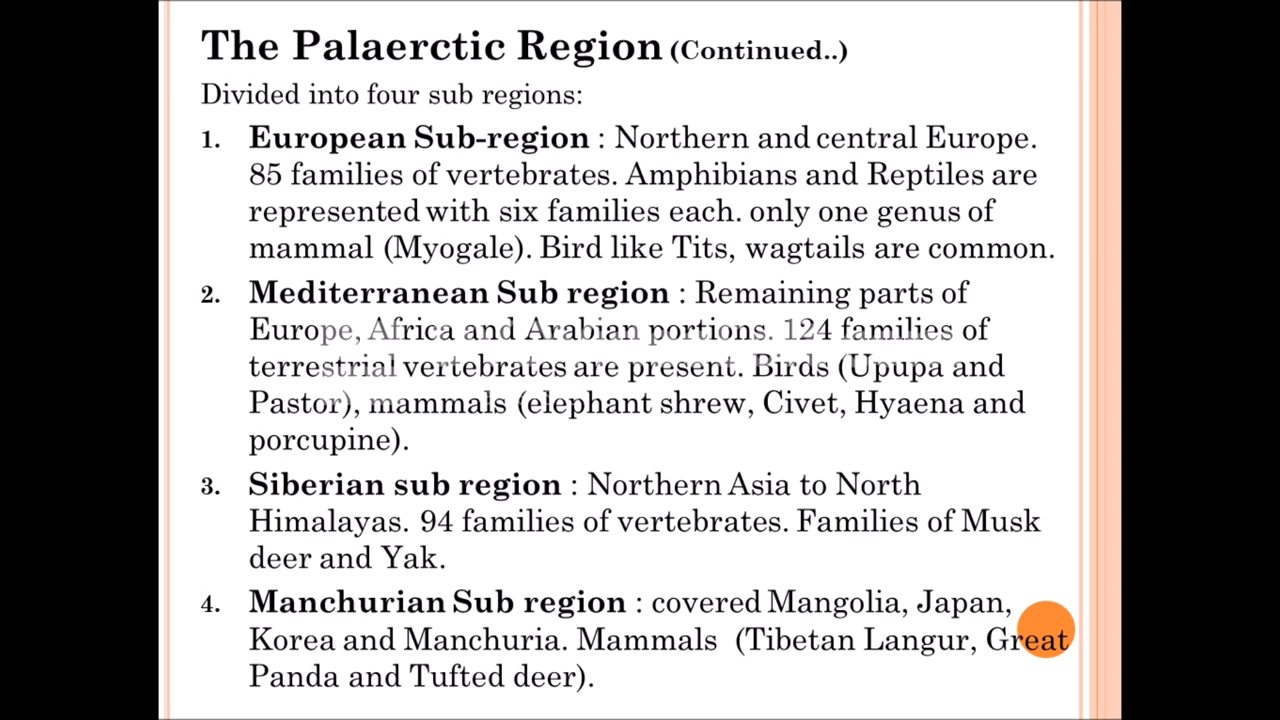 The Palaerctic Region (Continued..)
Divided into four sub regions:
1. European Sub-region : Northern and central Europe.
85 families of vertebrates. Amphibians and Reptiles are
represented with six families each. only one genus of
mammal (Myogale). Bird like Tits, wagtails are common.
2. Mediterranean Sub region : Remaining parts of
Europe, Africa and Arabian portions. 124 families of
terrestrial vertebrates are present. Birds (Upupa and
Pastor), mammals (elephant shrew, Civet, Hyaena and
porcupine).
3. Siberian sub region : Northern Asia to North
Himalayas. 94 families of vertebrates. Families of Musk
deer and Yak.
4. Manchurian Sub region : covered Mangolia, Japan,
Korea and Manchuria. Mammals (Tibetan Langur, Great
Panda and Tufted deer).